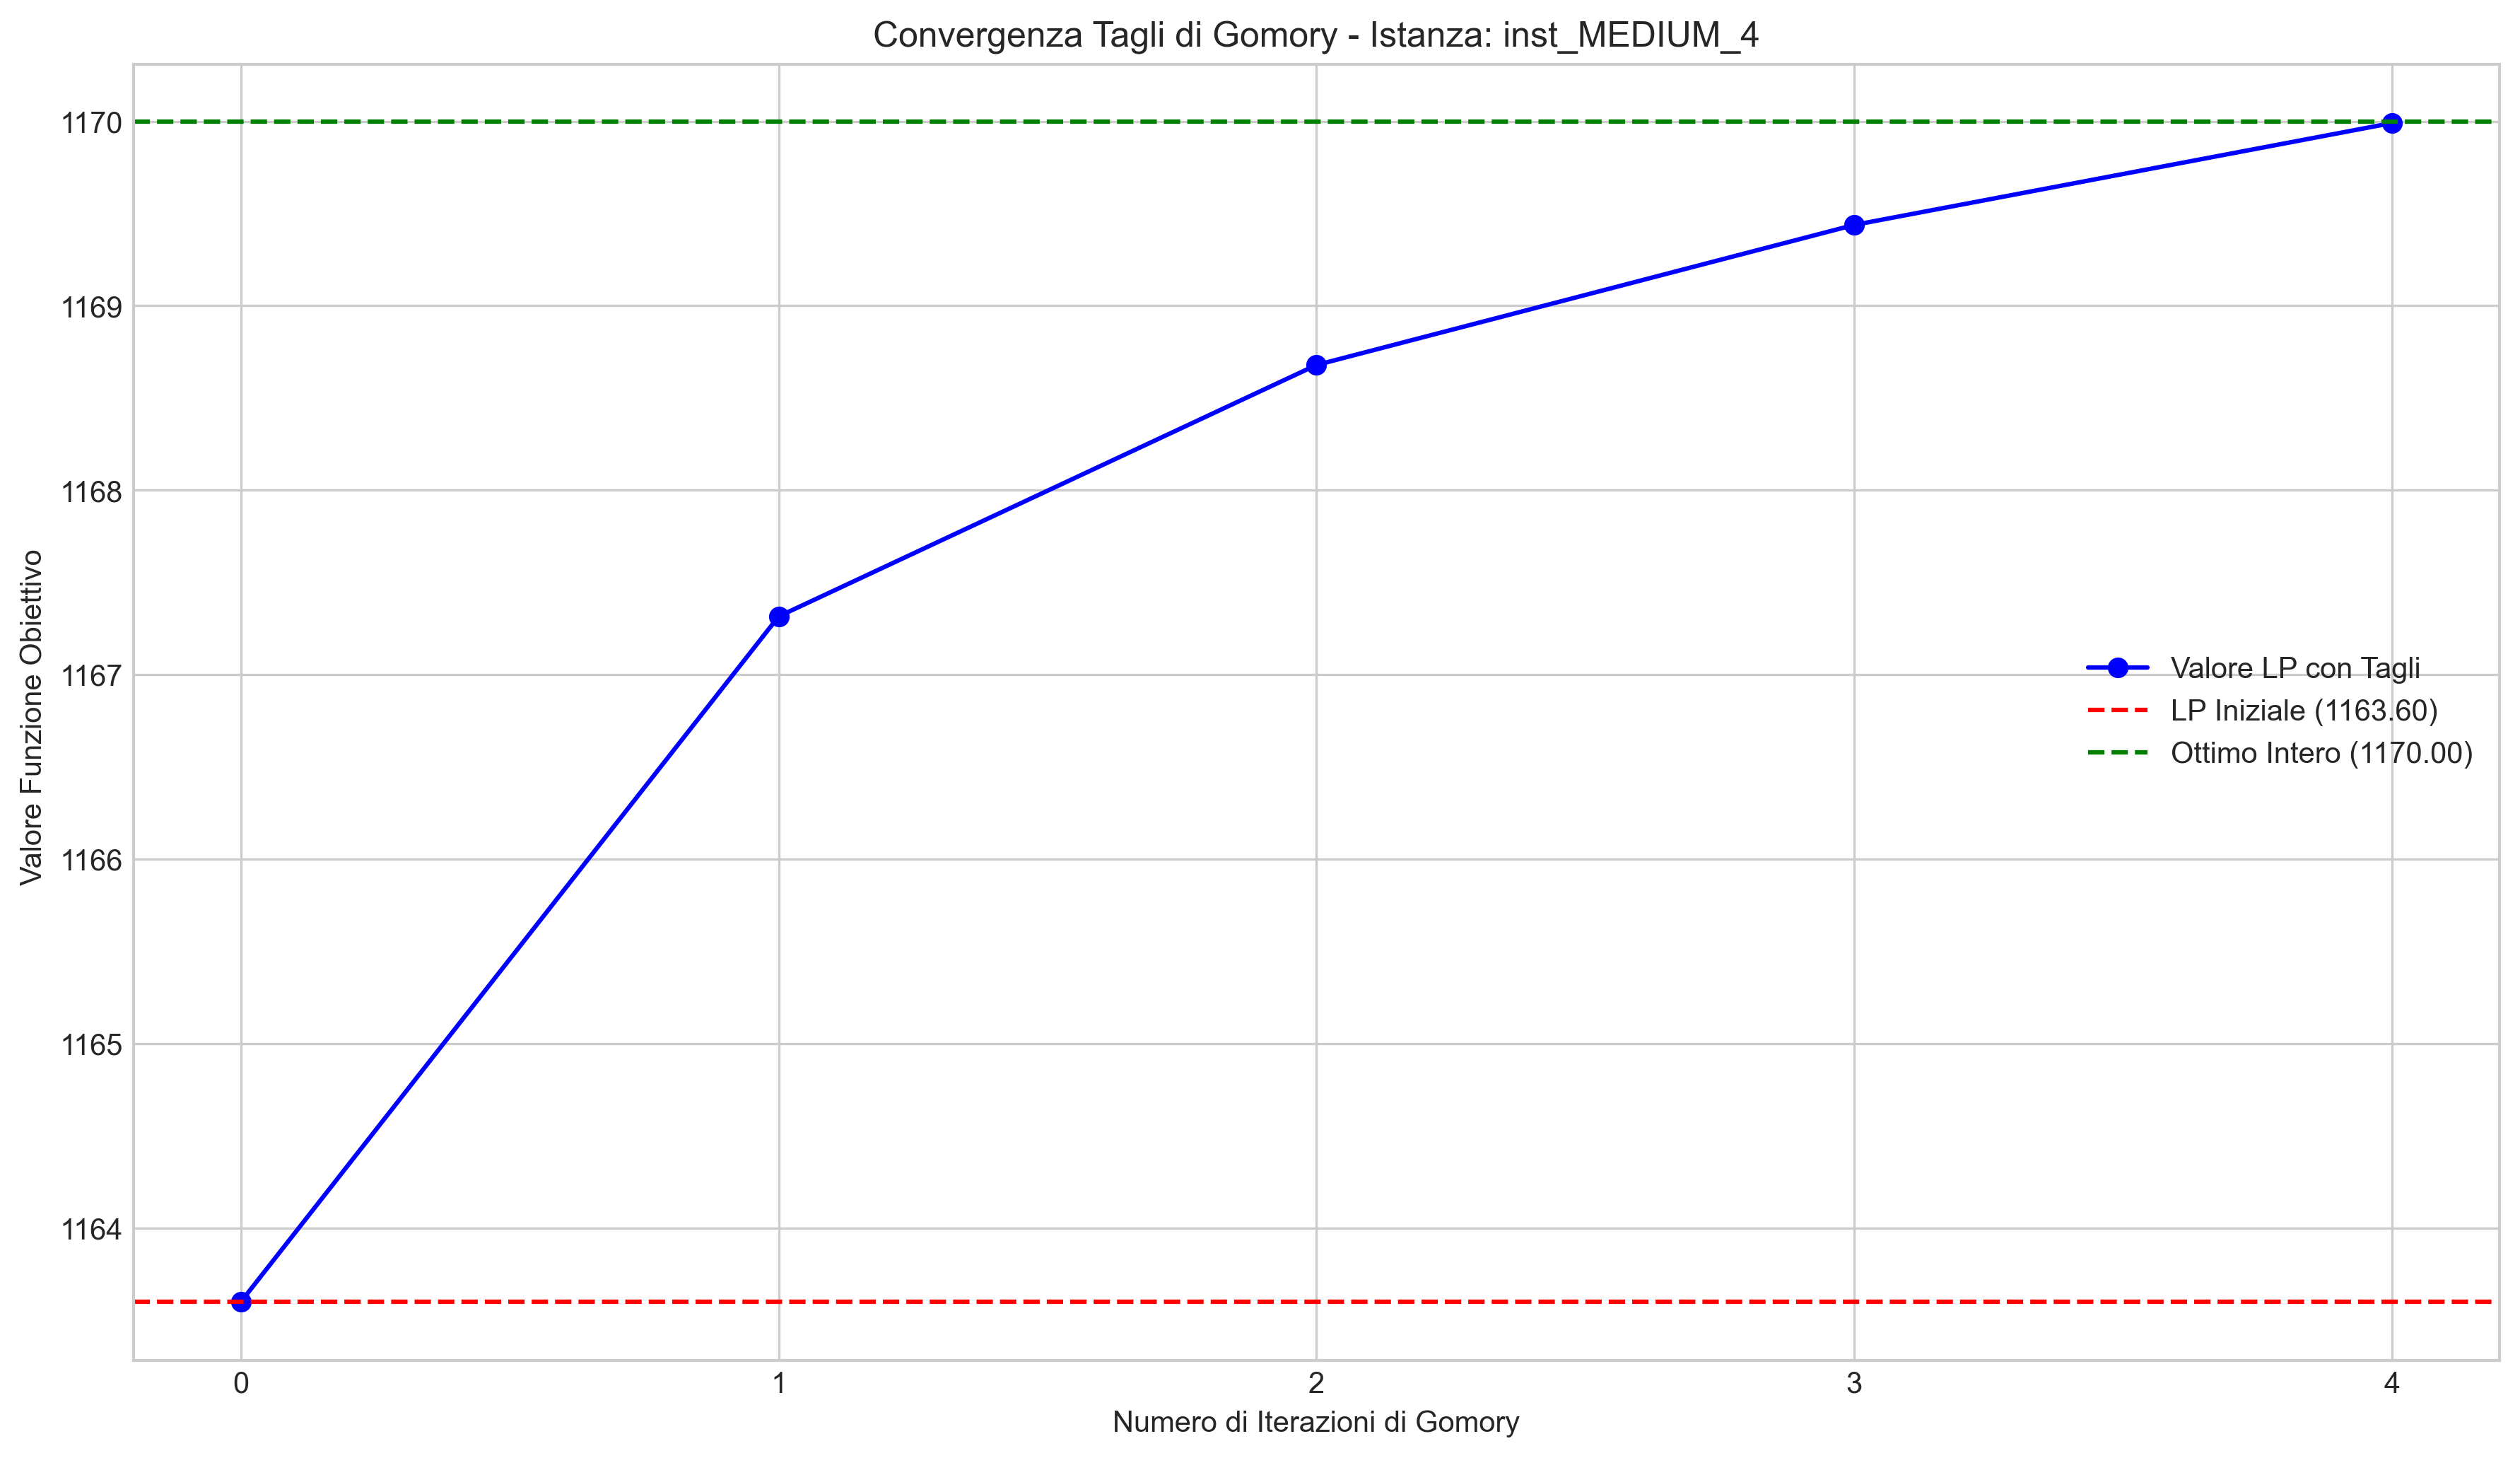 Convergenza Tagli di Gomory - Istanza: inst_MEDIUM_4
Valore Funzione Obiettivo
1170
1169
1168
1167
1166
1165
1164
Valore LP con Tagli
LP Iniziale (1163.60)
Ottimo Intero (1170.00)
0 1 2 3 4
Numero di Iterazioni di Gomory